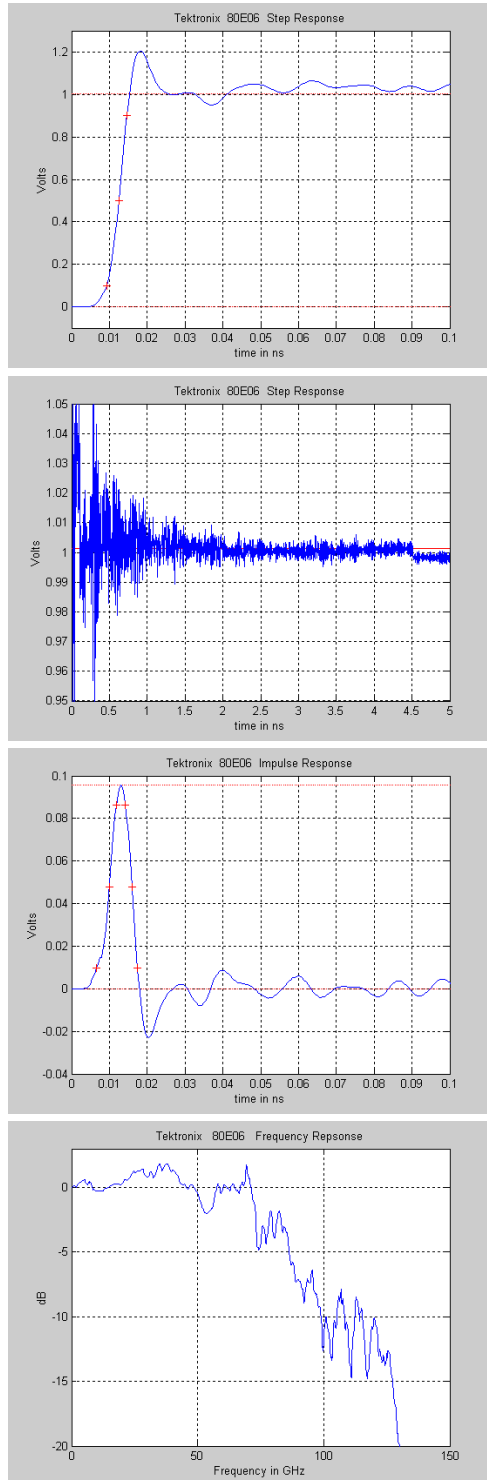 Tektronix 80E06 Step Response
1.2
1
0.8
0.6
0.4
0.2
0
Volts
0 0.01 0.02 0.03 0.04 0.05 0.06 0.07 0.08 0.09 0.1
time in ns
Tektronix 80E06 Step Response
1.05
1.04
1.03
1.02
1.01
1
0.99
0.98
0.97
0.96
0.95
Volts
0 0.5 1 1.5 2 2.5 3 3.5 4 4.5 5
time in ns
Tektronix 80E06 Impulse Response
0.1
0.08
0.06
0.04
0.02
0
-0.02
-0.04
Volts
0 0.01 0.02 0.03 0.04 0.05 0.06 0.07 0.08 0.09 0.1
time in ns
Tektronix 80E06 Frequency Repsonse
0
-5
-10
-15
-20
dB
0 50 100 150
Frequency in GHz